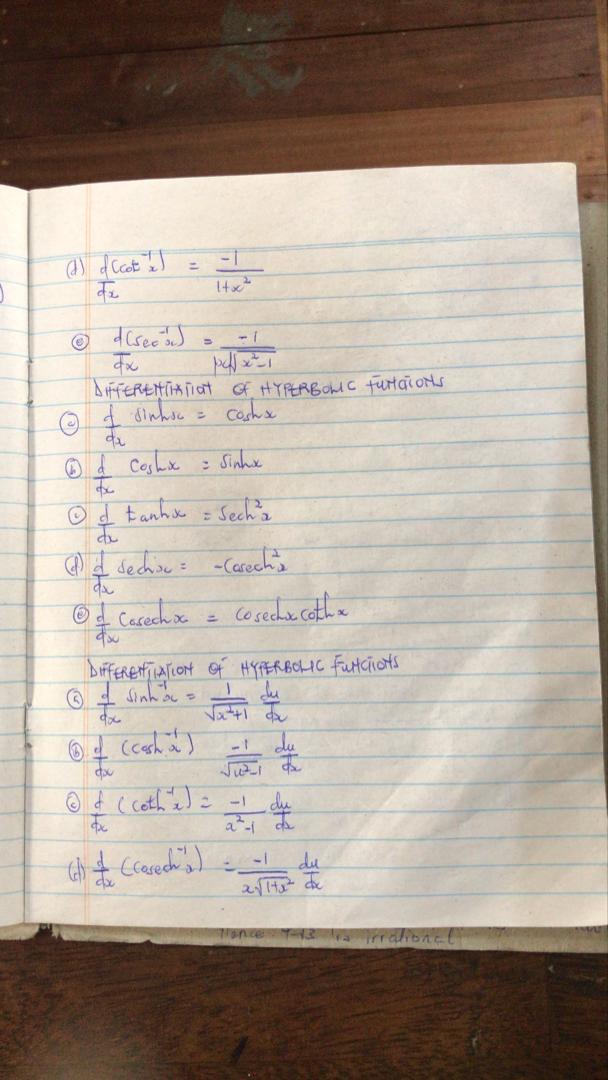 (d) d(cot⁻¹x)/dx = -1/(1+x²)
(e) d(sec⁻¹x)/dx = -1/(|x|√(x²-1))
DIFFERENTIATION OF HYPERBOLIC FUNCTIONS
(a) d/dx sinhx = coshx
(b) d/dx coshx = sinhx
(c) d/dx tanhx = sech²x
(d) d/dx sechx = -Cosech²x
(e) d/dx Cosechx = cosechxcothx
DIFFERENTIATION OF HYPERBOLIC FUNCTIONS
(a) d/dx sinh⁻¹x = 1/√(x²+1) du/dx
(b) d/dx (cosh⁻¹x) -1/√(u²-1) du/dx
(c) d/dx (coth⁻¹x) = -1/(x²-1) du/dx
(d) d/dx (cosech⁻¹x) = -1/(x√(1+x²)) du/dx
is irrational